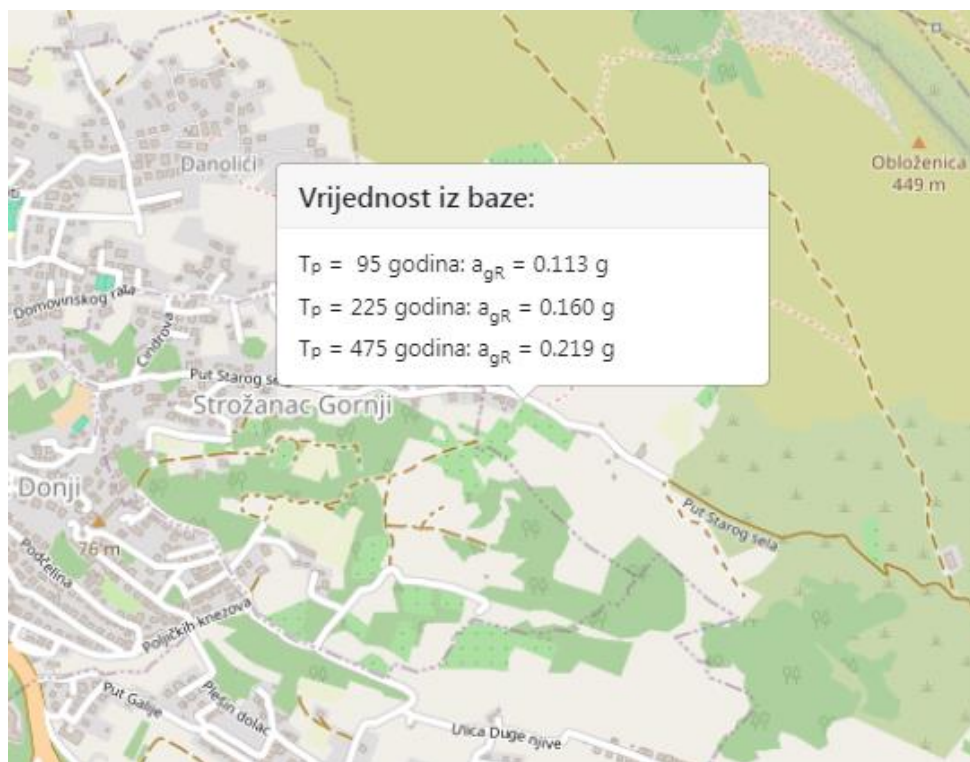 Danolići
Obloženica
449 m
Vrijednost iz baze:
Tp = 95 godina: agR = 0.113 g
Tp = 225 godina: agR = 0.160 g
Tp = 475 godina: agR = 0.219 g
Domovinskog rata
Cindrova
Put Starog sela
Strožanac Gornji
Donji
76 m
Podčelina
Put Starog sela
Poljičkih knezova
Put Galije
Plešin dolac
Ulica Duge njive